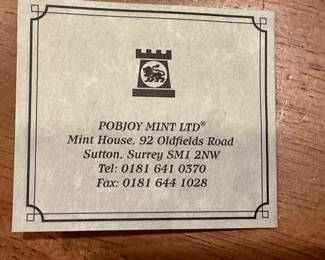 POBJOY MINT LTD®
Mint House, 92 Oldfields Road
Sutton, Surrey SM1 2NW
Tel: 0181 641 0370
Fax: 0181 644 1028